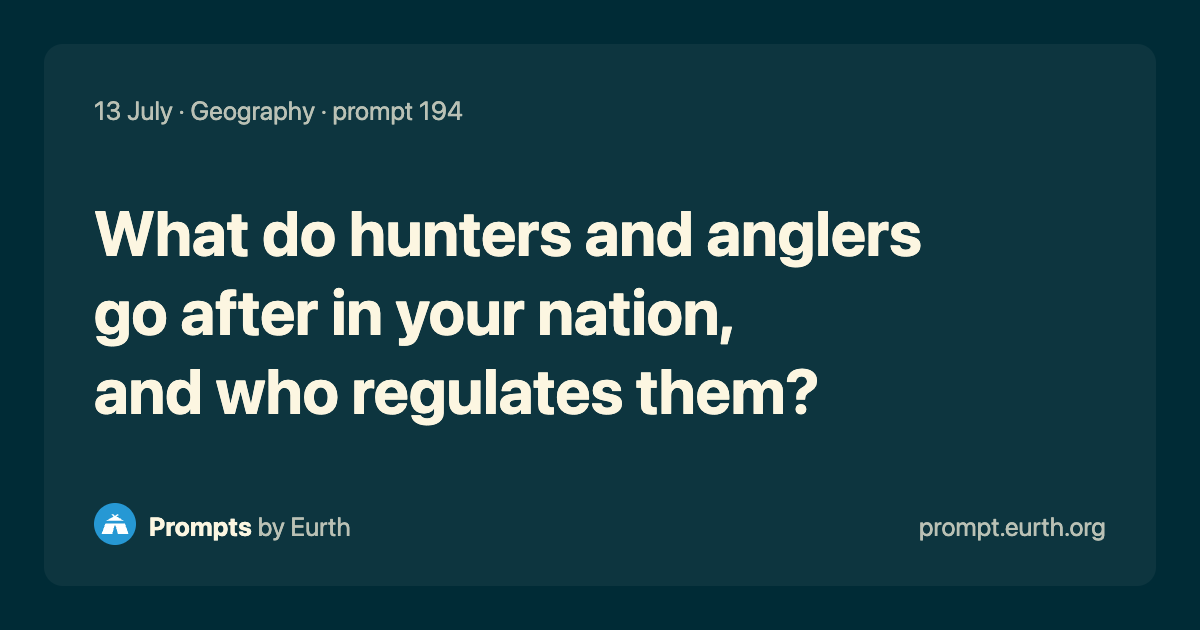 13 July · Geography · prompt 194
What do hunters and anglers
go after in your nation,
and who regulates them?
Prompts by Eurth
prompt.eurth.org